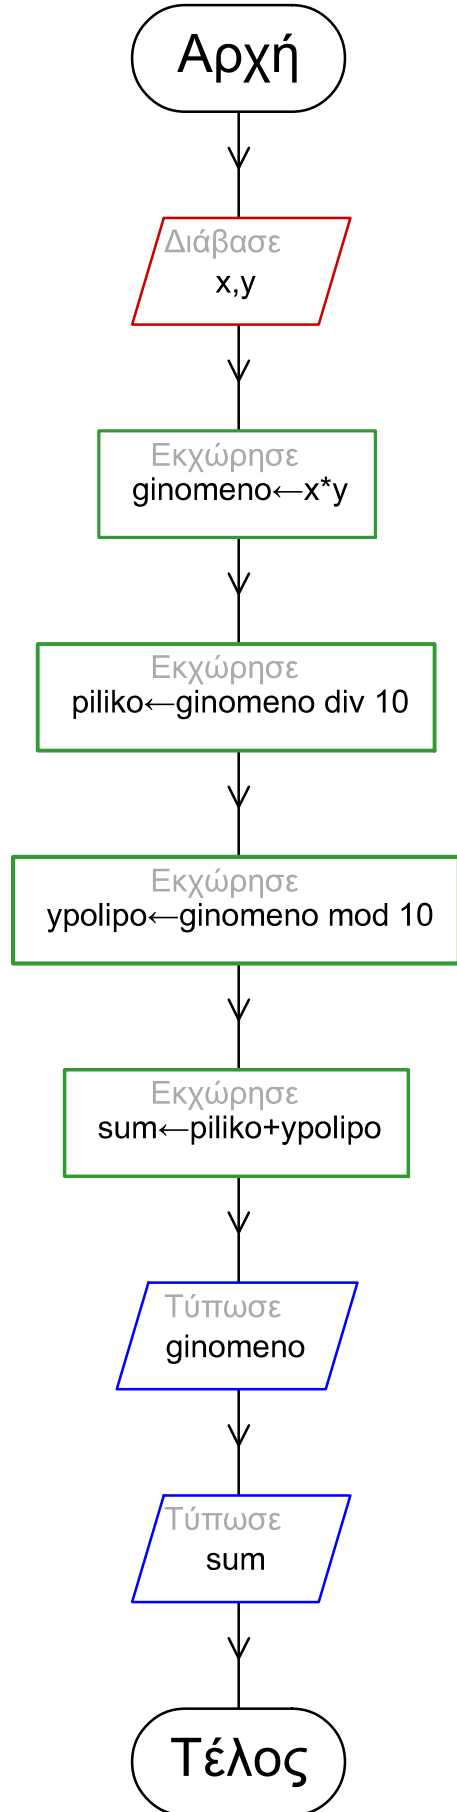 Αρχή
Διάβασε
x,y
Εκχώρησε
ginomeno←x*y
Εκχώρησε
piliko←ginomeno div 10
Εκχώρησε
ypolipo←ginomeno mod 10
Εκχώρησε
sum←piliko+ypolipo
Τύπωσε
ginomeno
Τύπωσε
sum
Τέλος